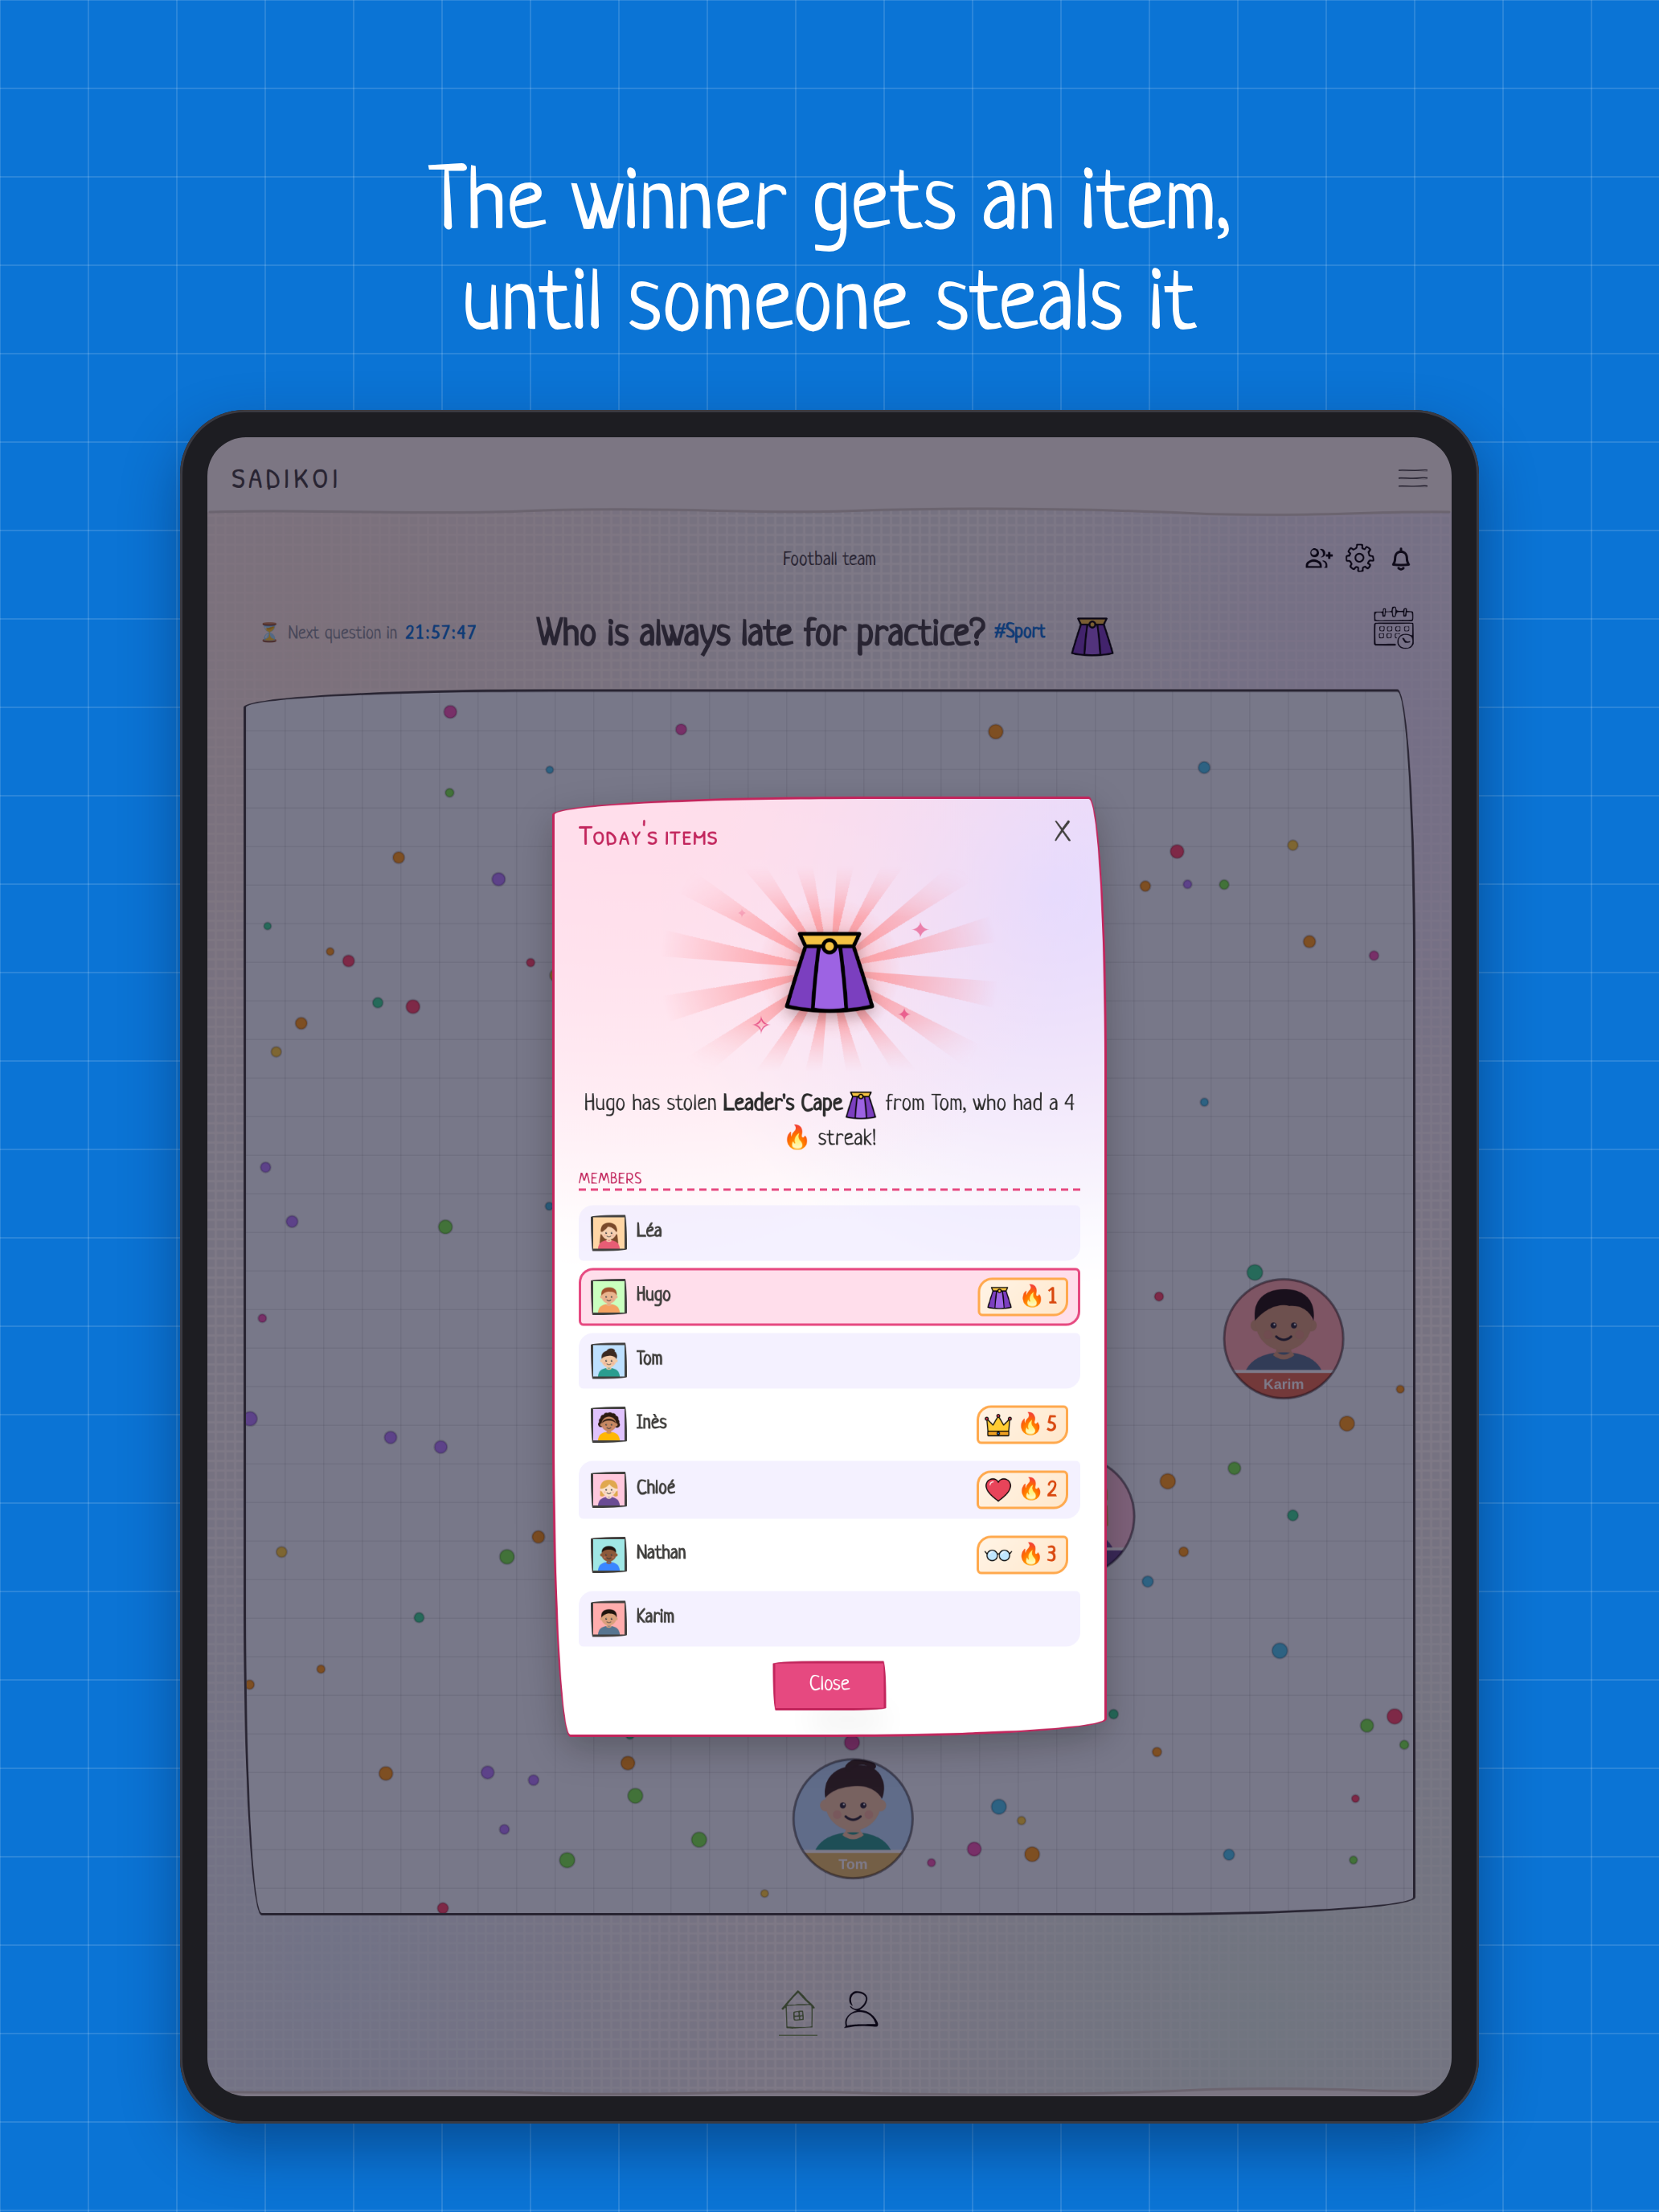 The winner gets an item,
until someone steals it
SADIKOI
Football team
Next question in 21:57:47
Who is always late for practice? #Sport
TODAY'S ITEMS
X
Hugo has stolen Leader's Cape from Tom, who had a 4
streak!
MEMBERS
Léa
Hugo 1
Tom
Inès 5
Chloé 2
Nathan 3
Karim
Close
Karim
Tom